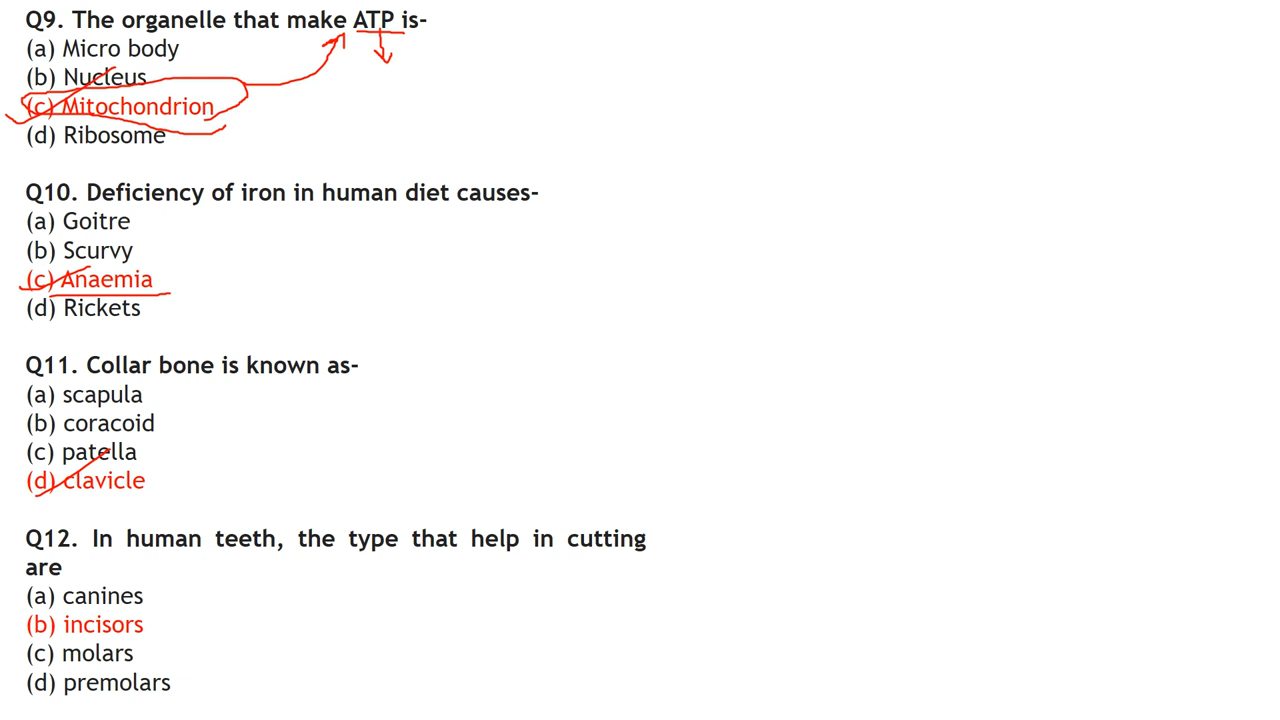 Q9. The organelle that make ATP is-
(a) Micro body
(b) Nucleus
(c) Mitochondrion
(d) Ribosome
Q10. Deficiency of iron in human diet causes-
(a) Goitre
(b) Scurvy
(c) Anaemia
(d) Rickets
Q11. Collar bone is known as-
(a) scapula
(b) coracoid
(c) patella
(d) clavicle
Q12. In human teeth, the type that help in cutting
are
(a) canines
(b) incisors
(c) molars
(d) premolars